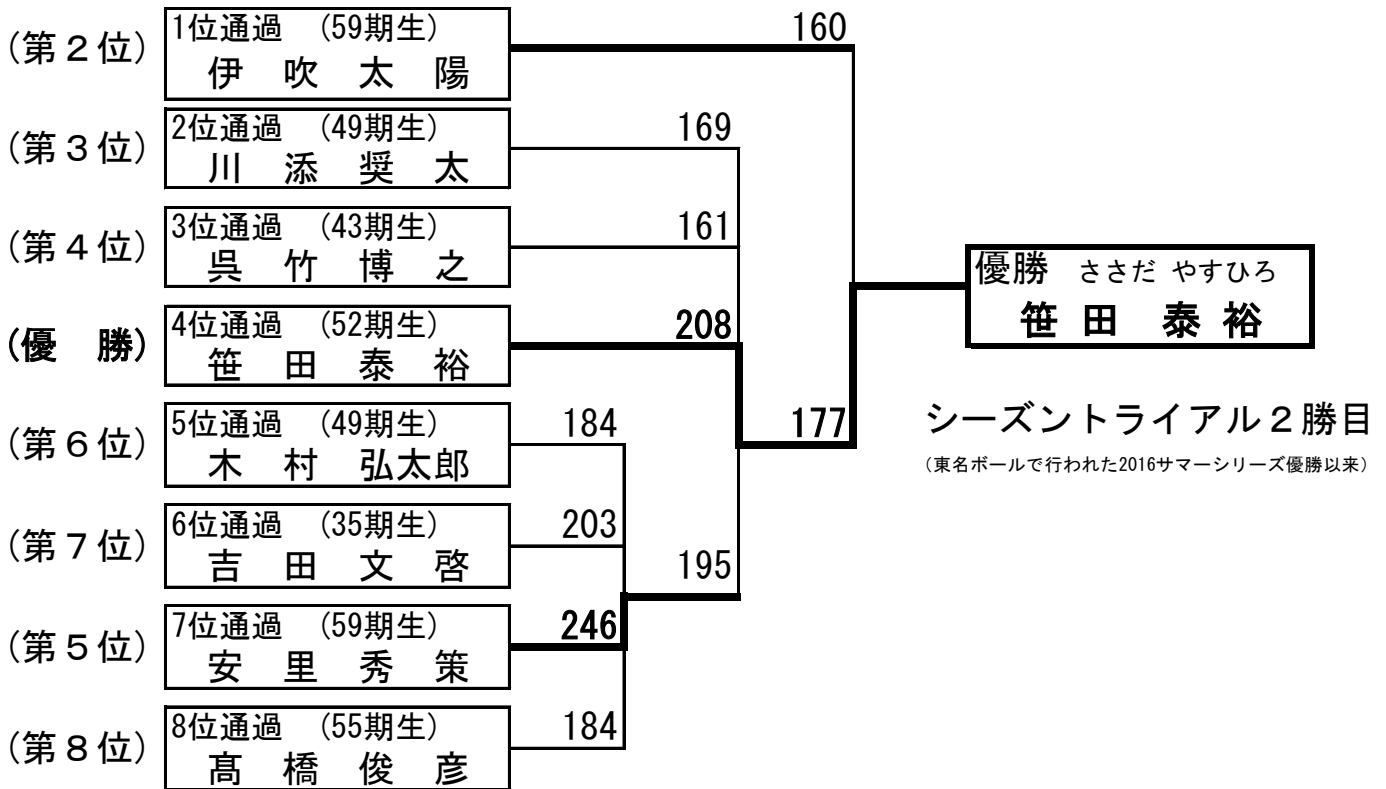 (第２位)
1位通過 (59期生)
伊 吹 太 陽
160
(第３位)
2位通過 (49期生)
川 添 奨 太
169
(第４位)
3位通過 (43期生)
呉 竹 博 之
161
(優 勝)
4位通過 (52期生)
笹 田 泰 裕
208
優勝 ささだ やすひろ
笹 田 泰 裕
177
シーズントライアル２勝目
(東名ボールで行われた2016サマーシリーズ優勝以来)
(第６位)
5位通過 (49期生)
木 村 弘太郎
184
(第７位)
6位通過 (35期生)
吉 田 文 啓
203
195
(第５位)
7位通過 (59期生)
安 里 秀 策
246
(第８位)
8位通過 (55期生)
髙 橋 俊 彦
184